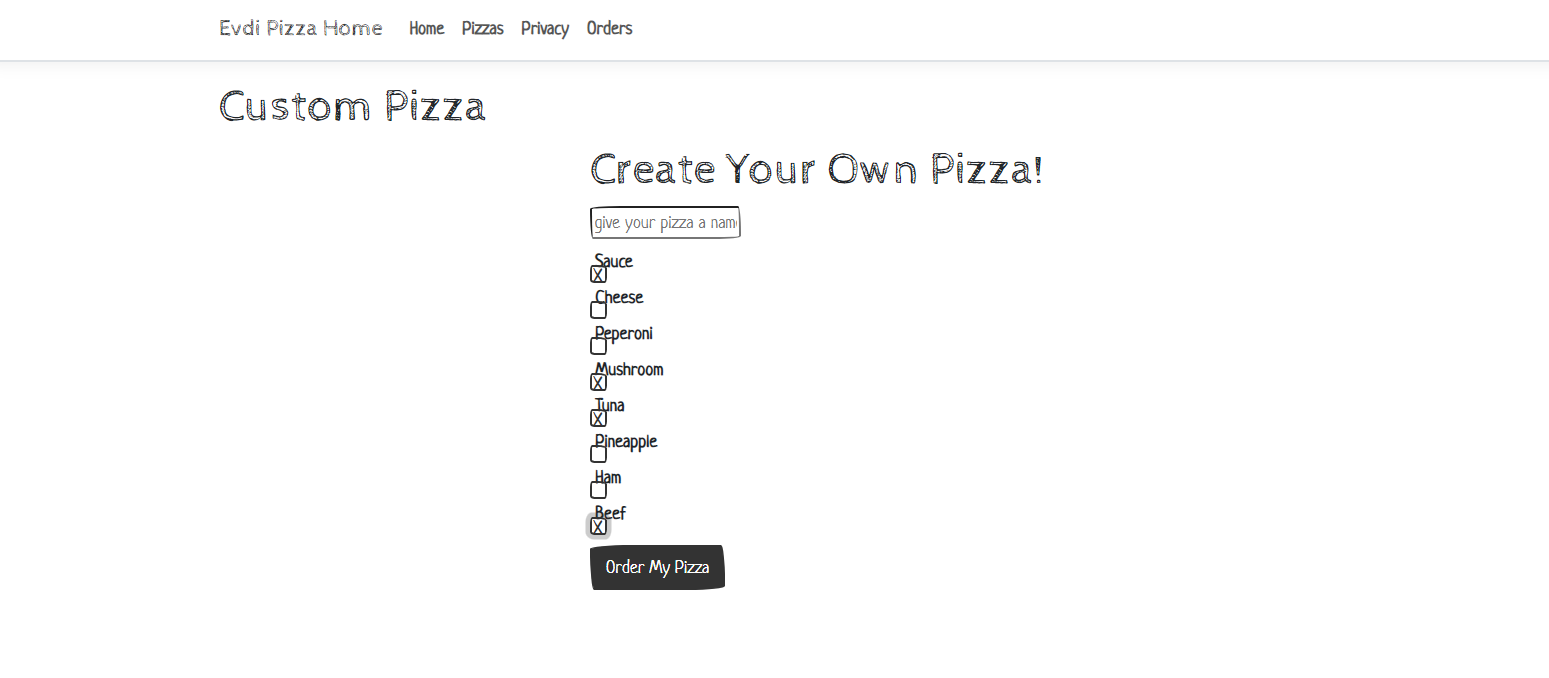 Evdi Pizza Home Home Pizzas Privacy Orders
Custom Pizza
Create Your Own Pizza!
give your pizza a nam
Sauce
X
Cheese
Peperoni
Mushroom
X
Tuna
X
Pineapple
Ham
Beef
X
Order My Pizza